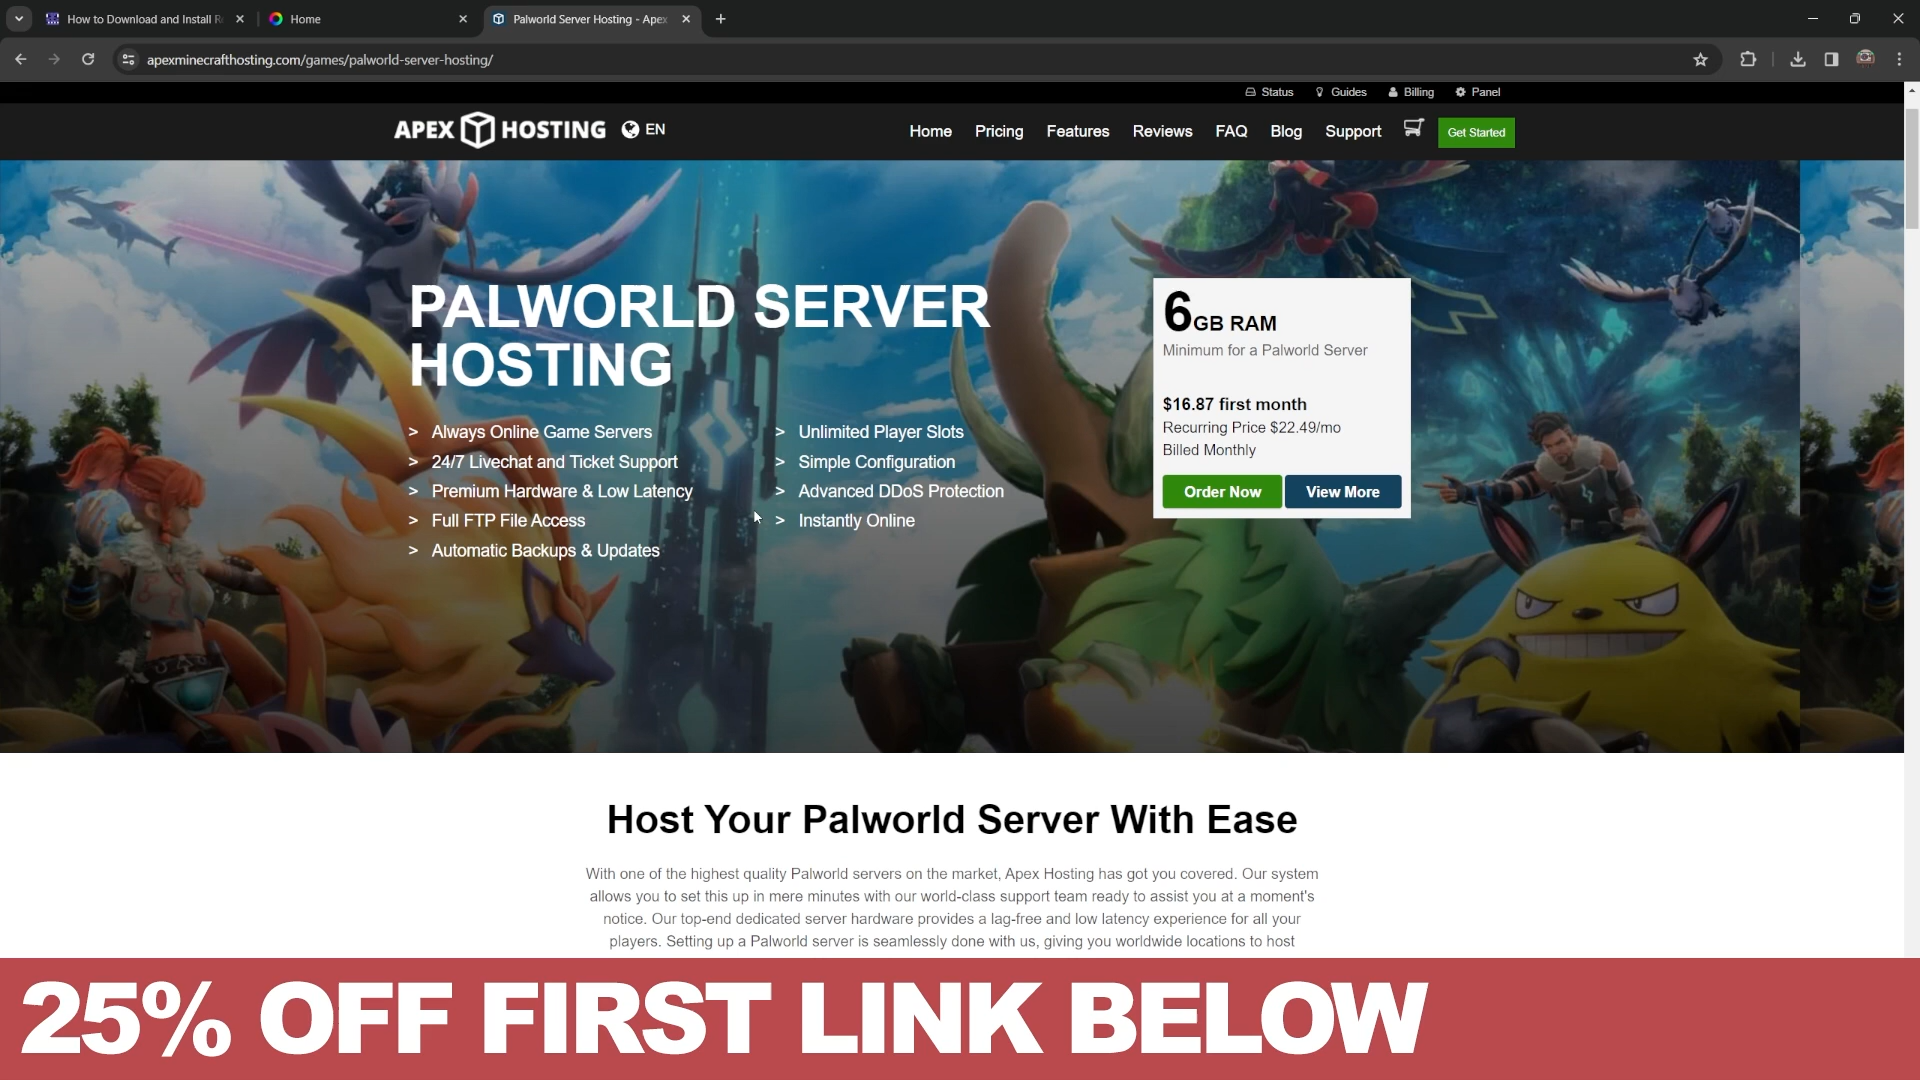 How to Download and Install R
Home
Palworld Server Hosting - Apex
apexminecrafthosting.com/games/palworld-server-hosting/
Status Guides Billing Panel
APEX HOSTING EN
Home Pricing Features Reviews FAQ Blog Support Get Started
PALWORLD SERVER
HOSTING
> Always Online Game Servers
> 24/7 Livechat and Ticket Support
> Premium Hardware & Low Latency
> Full FTP File Access
> Automatic Backups & Updates
> Unlimited Player Slots
> Simple Configuration
> Advanced DDoS Protection
> Instantly Online
6GB RAM
Minimum for a Palworld Server
$16.87 first month
Recurring Price $22.49/mo
Billed Monthly
Order Now View More
Host Your Palworld Server With Ease
With one of the highest quality Palworld servers on the market, Apex Hosting has got you covered. Our system
allows you to set this up in mere minutes with our world-class support team ready to assist you at a moment's
notice. Our top-end dedicated server hardware provides a lag-free and low latency experience for all your
players. Setting up a Palworld server is seamlessly done with us, giving you worldwide locations to host
25% OFF FIRST LINK BELOW